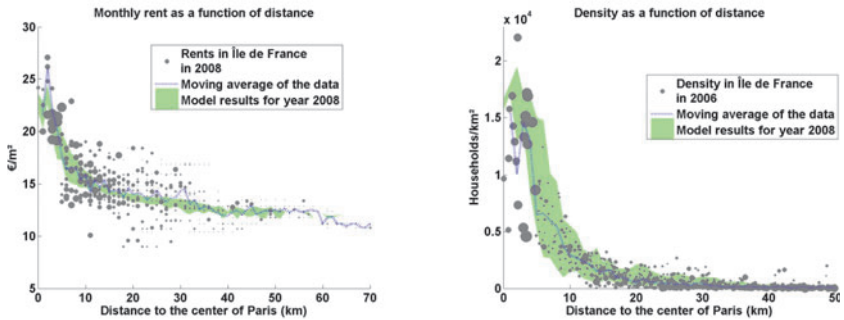 Monthly rent as a function of distance
30
25
20
15
10
5
€/m²
Rents in Île de France
in 2008
Moving average of the data
Model results for year 2008
0 10 20 30 40 50 60 70
Distance to the center of Paris (km)
Density as a function of distance
x 10⁴
2.5
2
1.5
1
0.5
0
Households/km²
Density in Île de France
in 2006
Moving average of the data
Model results for year 2008
0 10 20 30 40 50
Distance to the center of Paris (km)